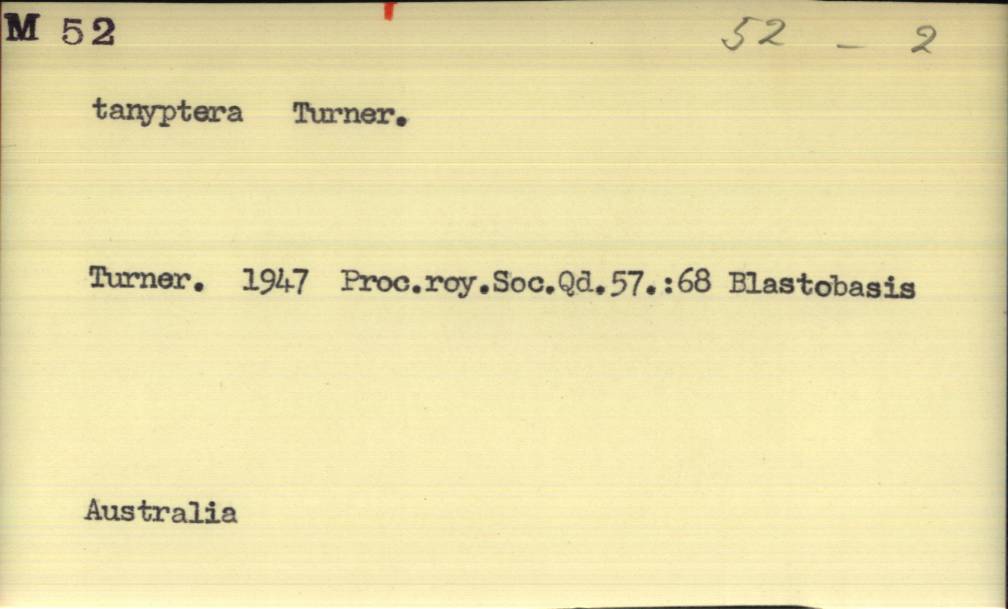 M 52 52 - 2
tanyptera Turner.
Turner. 1947 Proc.roy.Soc.Qd.57.:68 Blastobasis
Australia